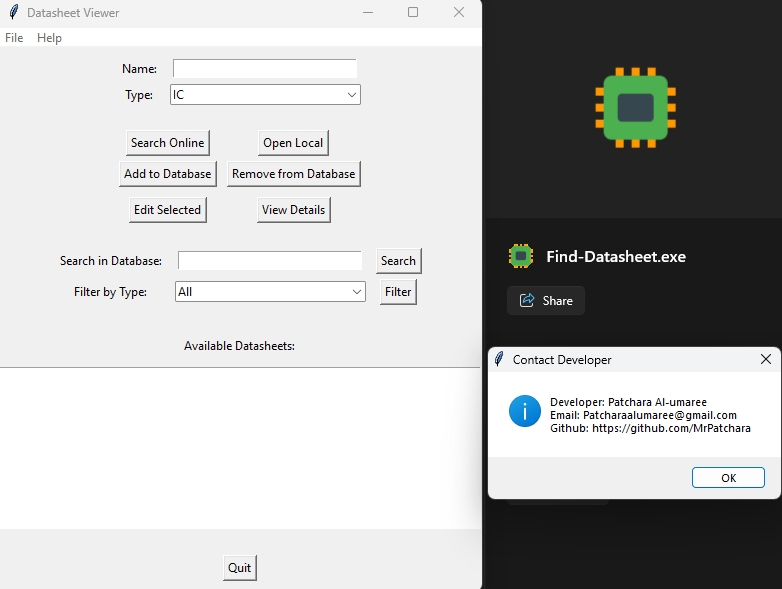 Datasheet Viewer
File Help
Name:
Type: IC
Search Online Open Local
Add to Database Remove from Database
Edit Selected View Details
Search in Database: Search
Filter by Type: All Filter
Available Datasheets:
Quit
Find-Datasheet.exe
Share
Contact Developer
Developer: Patchara Al-umaree
Email: Patcharaalumaree@gmail.com
Github: https://github.com/MrPatchara
OK